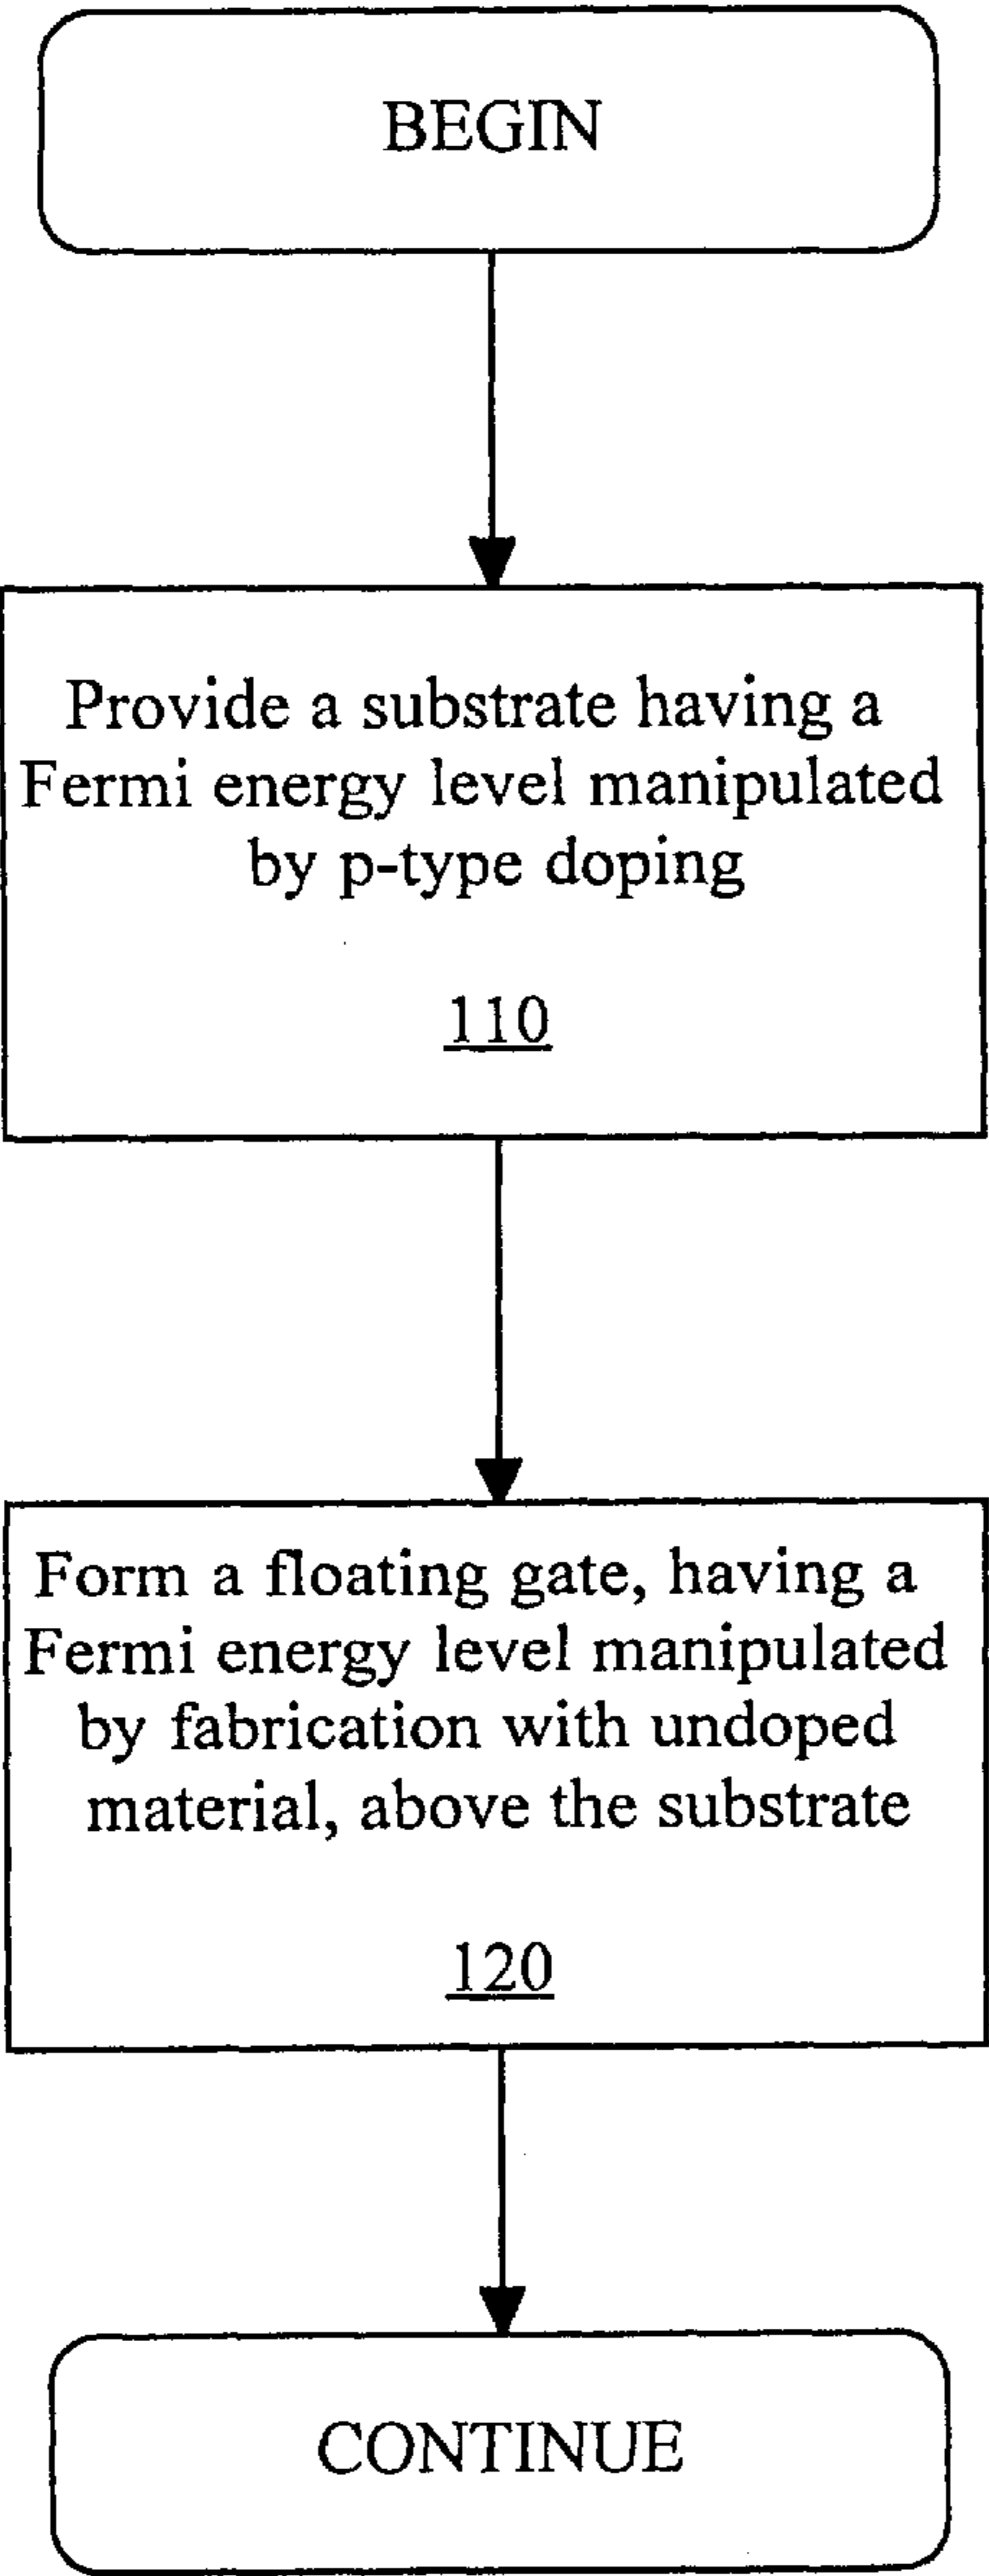 BEGIN
Provide a substrate having a
Fermi energy level manipulated
by p-type doping
110
Form a floating gate, having a
Fermi energy level manipulated
by fabrication with undoped
material, above the substrate
120
CONTINUE